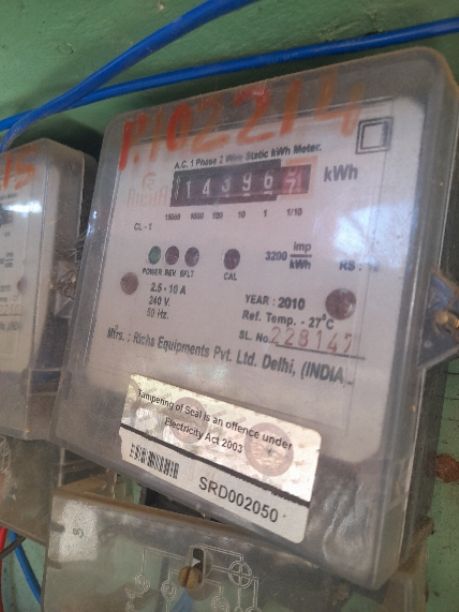 P.102214
A.C. 1 Phase 2 Wire Static kWh Meter.
RICHA
14396
kWh
10000 1000 100 10 1 1/10
CL - 1
POWER REV EFLT CAL
3200 imp/kWh
RS :
2.5 - 10 A
240 V.
50 Hz.
YEAR : 2010
Ref. Temp. - 27°C
SL. No. 228147
Mfrs. : Richa Equipments Pvt. Ltd. Delhi, (INDIA)
Tampering of Seal is an offence under
Electricity Act 2003
SRD002050